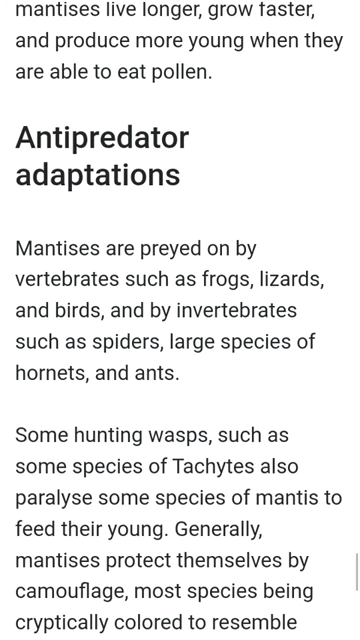 mantises live longer, grow faster,
and produce more young when they
are able to eat pollen.
Antipredator
adaptations
Mantises are preyed on by
vertebrates such as frogs, lizards,
and birds, and by invertebrates
such as spiders, large species of
hornets, and ants.
Some hunting wasps, such as
some species of Tachytes also
paralyse some species of mantis to
feed their young. Generally,
mantises protect themselves by
camouflage, most species being
cryptically colored to resemble